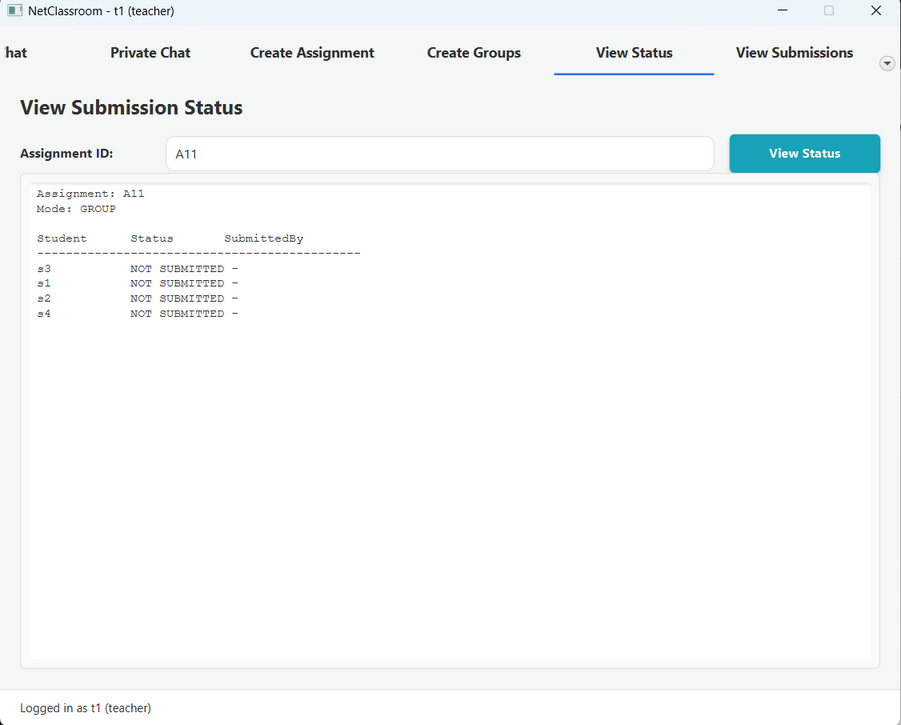 NetClassroom - t1 (teacher)
hat Private Chat Create Assignment Create Groups View Status View Submissions
View Submission Status
Assignment ID: A11 View Status
Assignment: A11
Mode: GROUP
Student Status SubmittedBy
---------------------------------------------
s3 NOT SUBMITTED -
s1 NOT SUBMITTED -
s2 NOT SUBMITTED -
s4 NOT SUBMITTED -
Logged in as t1 (teacher)